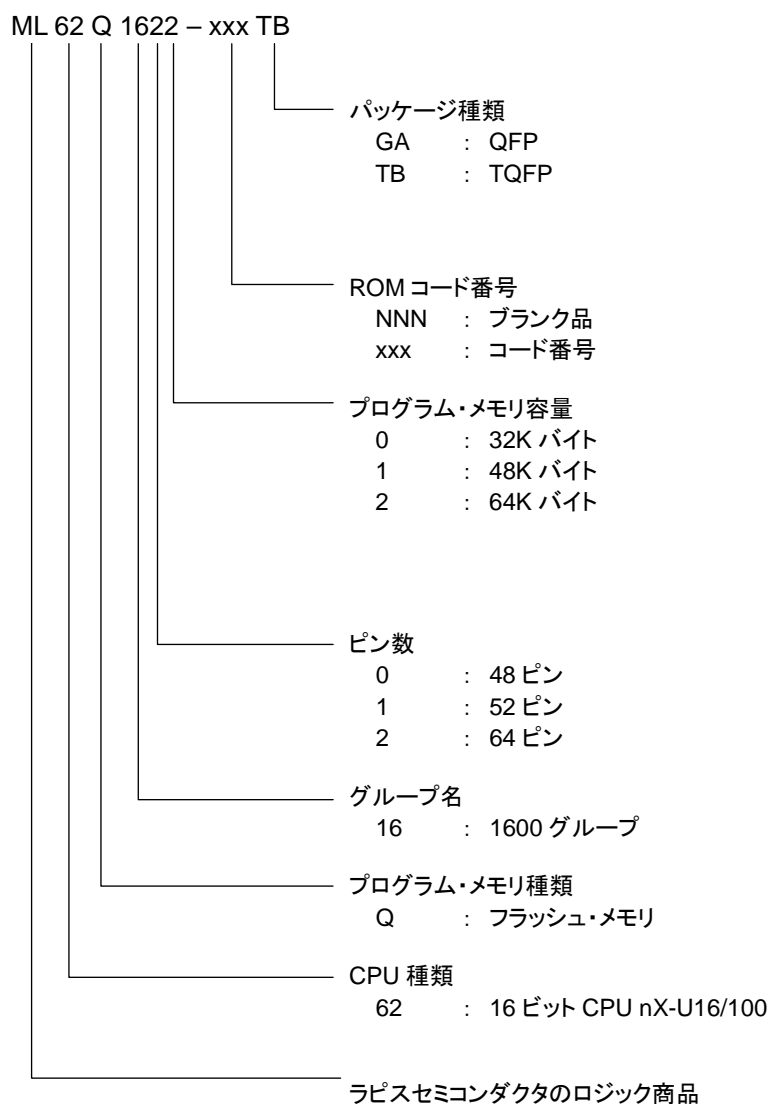 ML 62 Q 1622 – xxx TB
パッケージ種類
GA : QFP
TB : TQFP
ROM コード番号
NNN : ブランク品
xxx : コード番号
プログラム・メモリ容量
0 : 32K バイト
1 : 48K バイト
2 : 64K バイト
ピン数
0 : 48 ピン
1 : 52 ピン
2 : 64 ピン
グループ名
16 : 1600 グループ
プログラム・メモリ種類
Q : フラッシュ・メモリ
CPU 種類
62 : 16 ビット CPU nX-U16/100
ラピスセミコンダクタのロジック商品